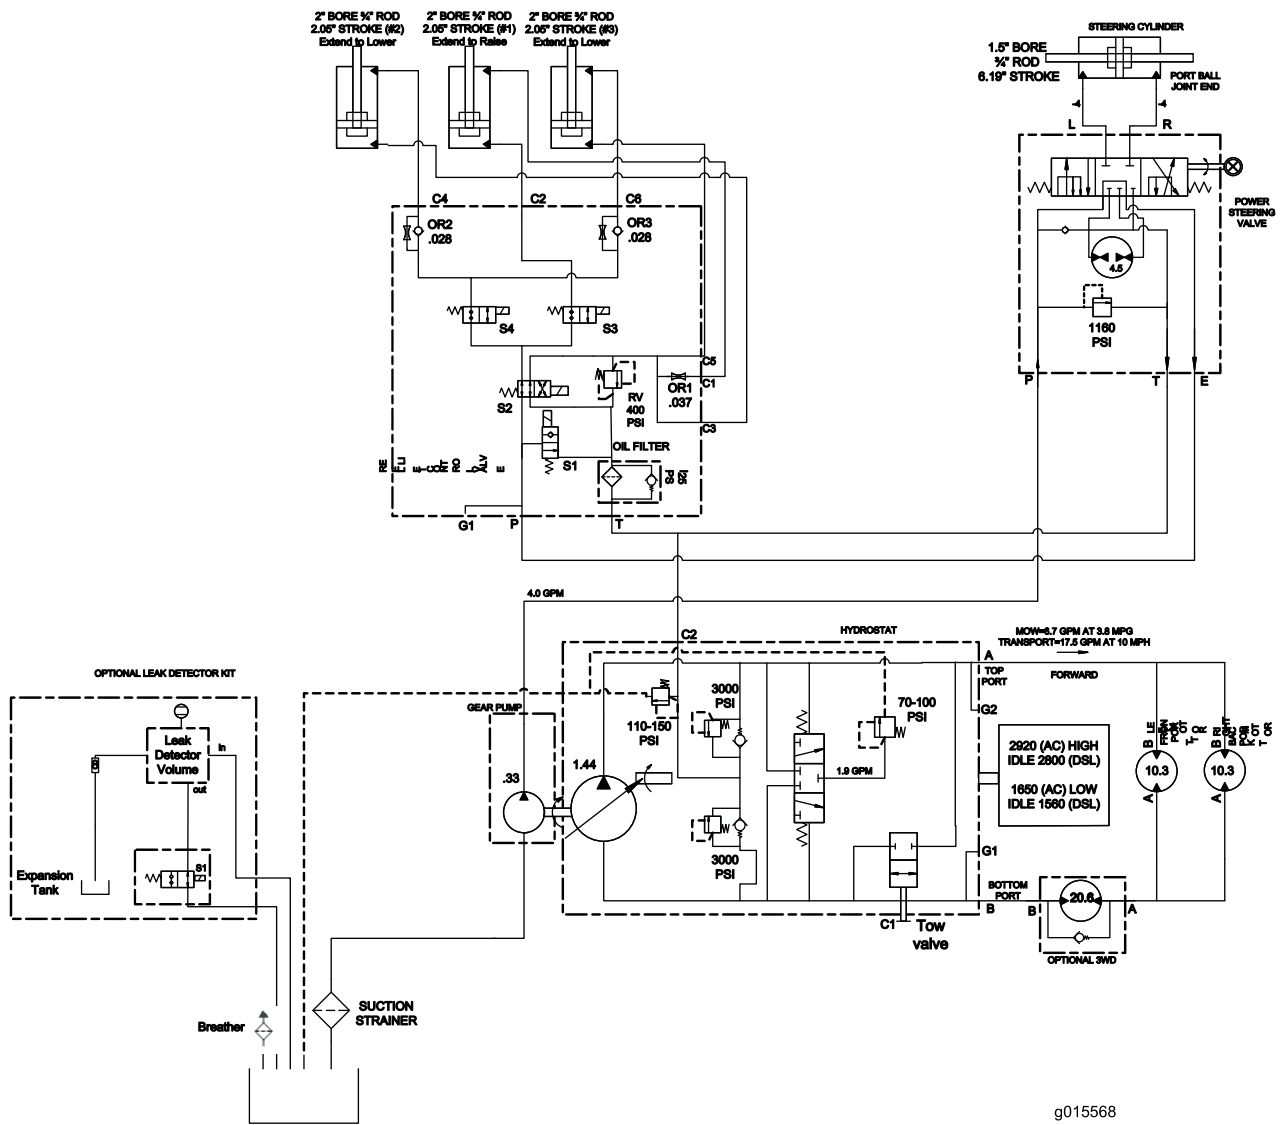 2" BORE ¾" ROD
2.05" STROKE (#2)
Extend to Lower
2" BORE ¾" ROD
2.05" STROKE (#1)
Extend to Raise
2" BORE ¾" ROD
2.05" STROKE (#3)
Extend to Lower
STEERING CYLINDER
1.5" BORE
¾" ROD
6.19" STROKE
PORT BALL
JOINT END
-4
-4
L
R
POWER
STEERING
VALVE
4.5
1160
PSI
P
T
E
C4
C2
C6
OR2
.028
OR3
.028
S4
S3
C5
C1
OR1
.037
C3
S2
RV
400
PSI
OIL FILTER
S1
G1
P
T
4.0 GPM
C2
HYDROSTAT
MOW=6.7 GPM AT 3.8 MPG
TRANSPORT=17.5 GPM AT 10 MPH
A
TOP
PORT
FORWARD
G2
OPTIONAL LEAK DETECTOR KIT
Leak
Detector
Volume
in
out
Expansion
Tank
S1
GEAR PUMP
.33
1.44
110-150
PSI
3000
PSI
3000
PSI
70-100
PSI
1.9 GPM
2920 (AC) HIGH
IDLE 2800 (DSL)
1650 (AC) LOW
IDLE 1560 (DSL)
B
10.3
A
B
10.3
A
G1
BOTTOM
PORT
B
B
20.6
A
OPTIONAL 3WD
C1
Tow
valve
Breather
SUCTION
STRAINER
g015568